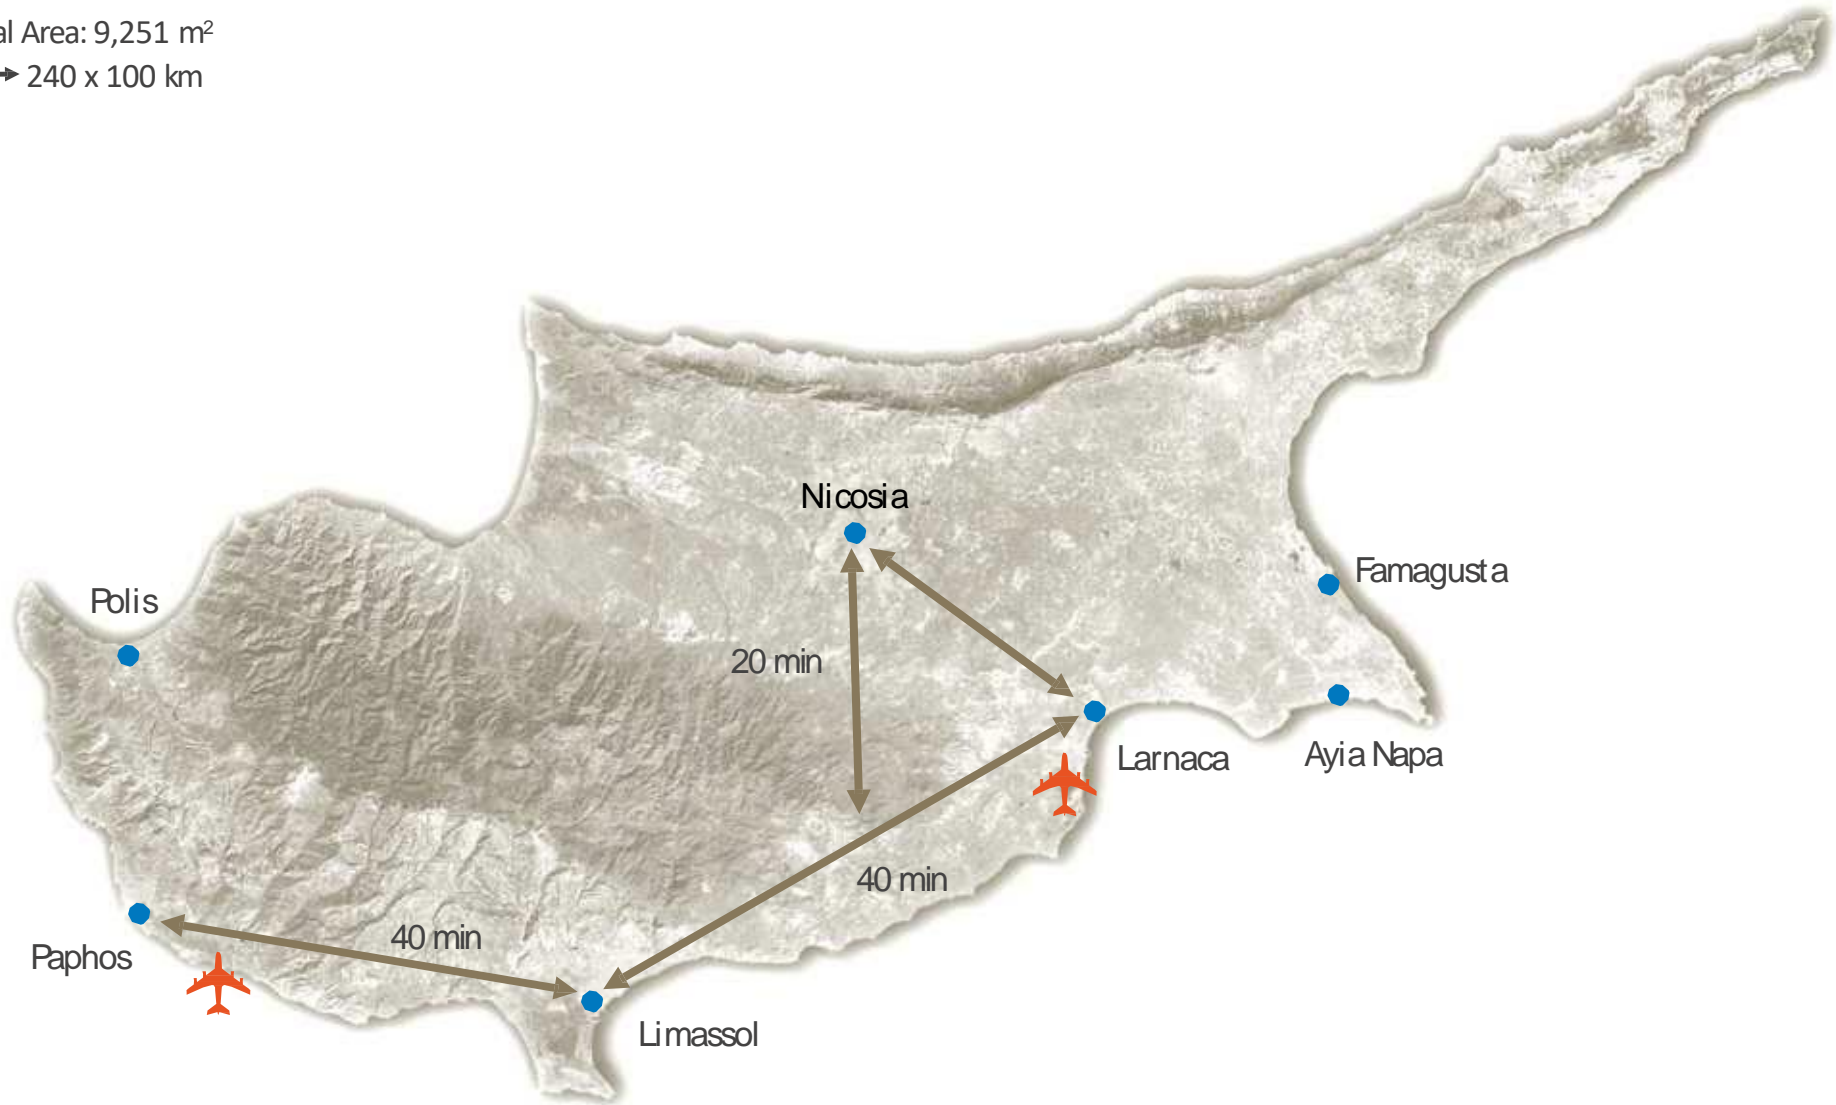 al Area: 9,251 m²
→ 240 x 100 km
Nicosia
Famagusta
Polis
20 min
Larnaca
Ayia Napa
40 min
40 min
Paphos
Limassol